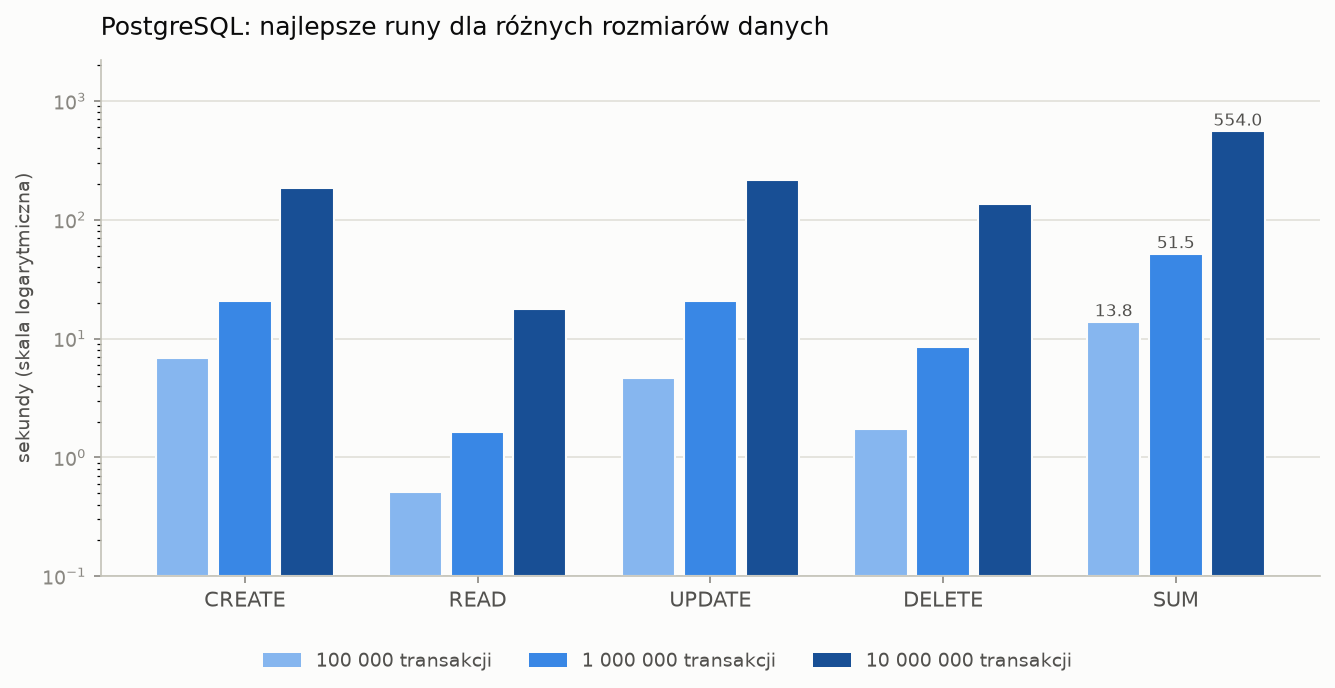 PostgreSQL: najlepsze runy dla różnych rozmiarów danych
sekundy (skala logarytmiczna)
10³
10²
10¹
10⁰
10⁻¹
554.0
51.5
13.8
CREATE READ UPDATE DELETE SUM
100 000 transakcji 1 000 000 transakcji 10 000 000 transakcji